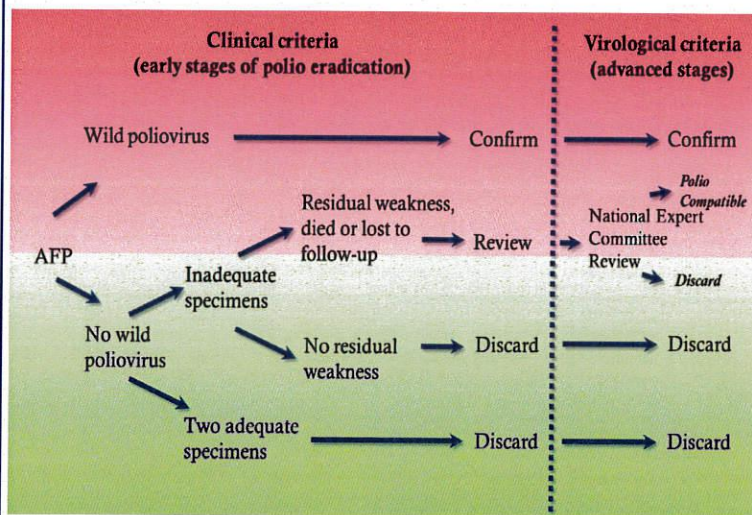 Clinical criteria
(early stages of polio eradication)
Virological criteria
(advanced stages)
Wild poliovirus
Confirm
Confirm
Polio
Compatible
Residual weakness,
died or lost to
follow-up
Review
National Expert
Committee
Review
Discard
AFP
Inadequate
specimens
No wild
poliovirus
No residual
weakness
Discard
Discard
Two adequate
specimens
Discard
Discard